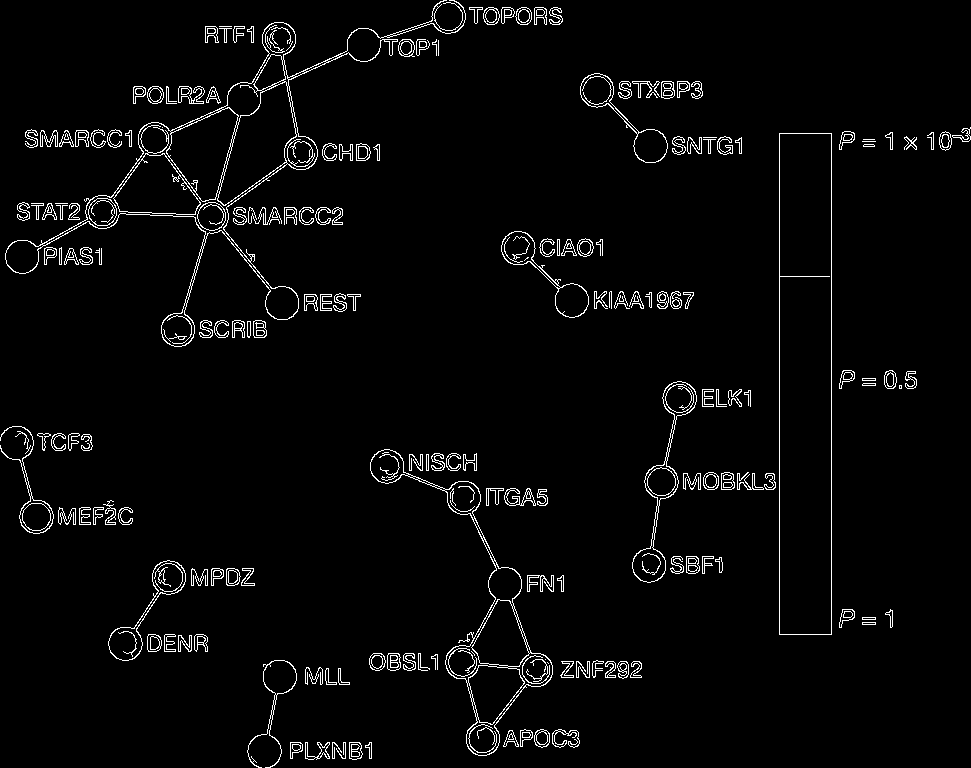 TOPORS
RTF1
TOP1
POLR2A
STXBP3
SMARCC1
SNTG1
P = 1 × 10⁻³
CHD1
STAT2
SMARCC2
PIAS1
CIAO1
REST
KIAA1967
SCRIB
P = 0.5
ELK1
TCF3
NISCH
MOBKL3
ITGA5
MEF2C
SBF1
MPDZ
FN1
P = 1
DENR
OBSL1
ZNF292
MLL
APOC3
PLXNB1